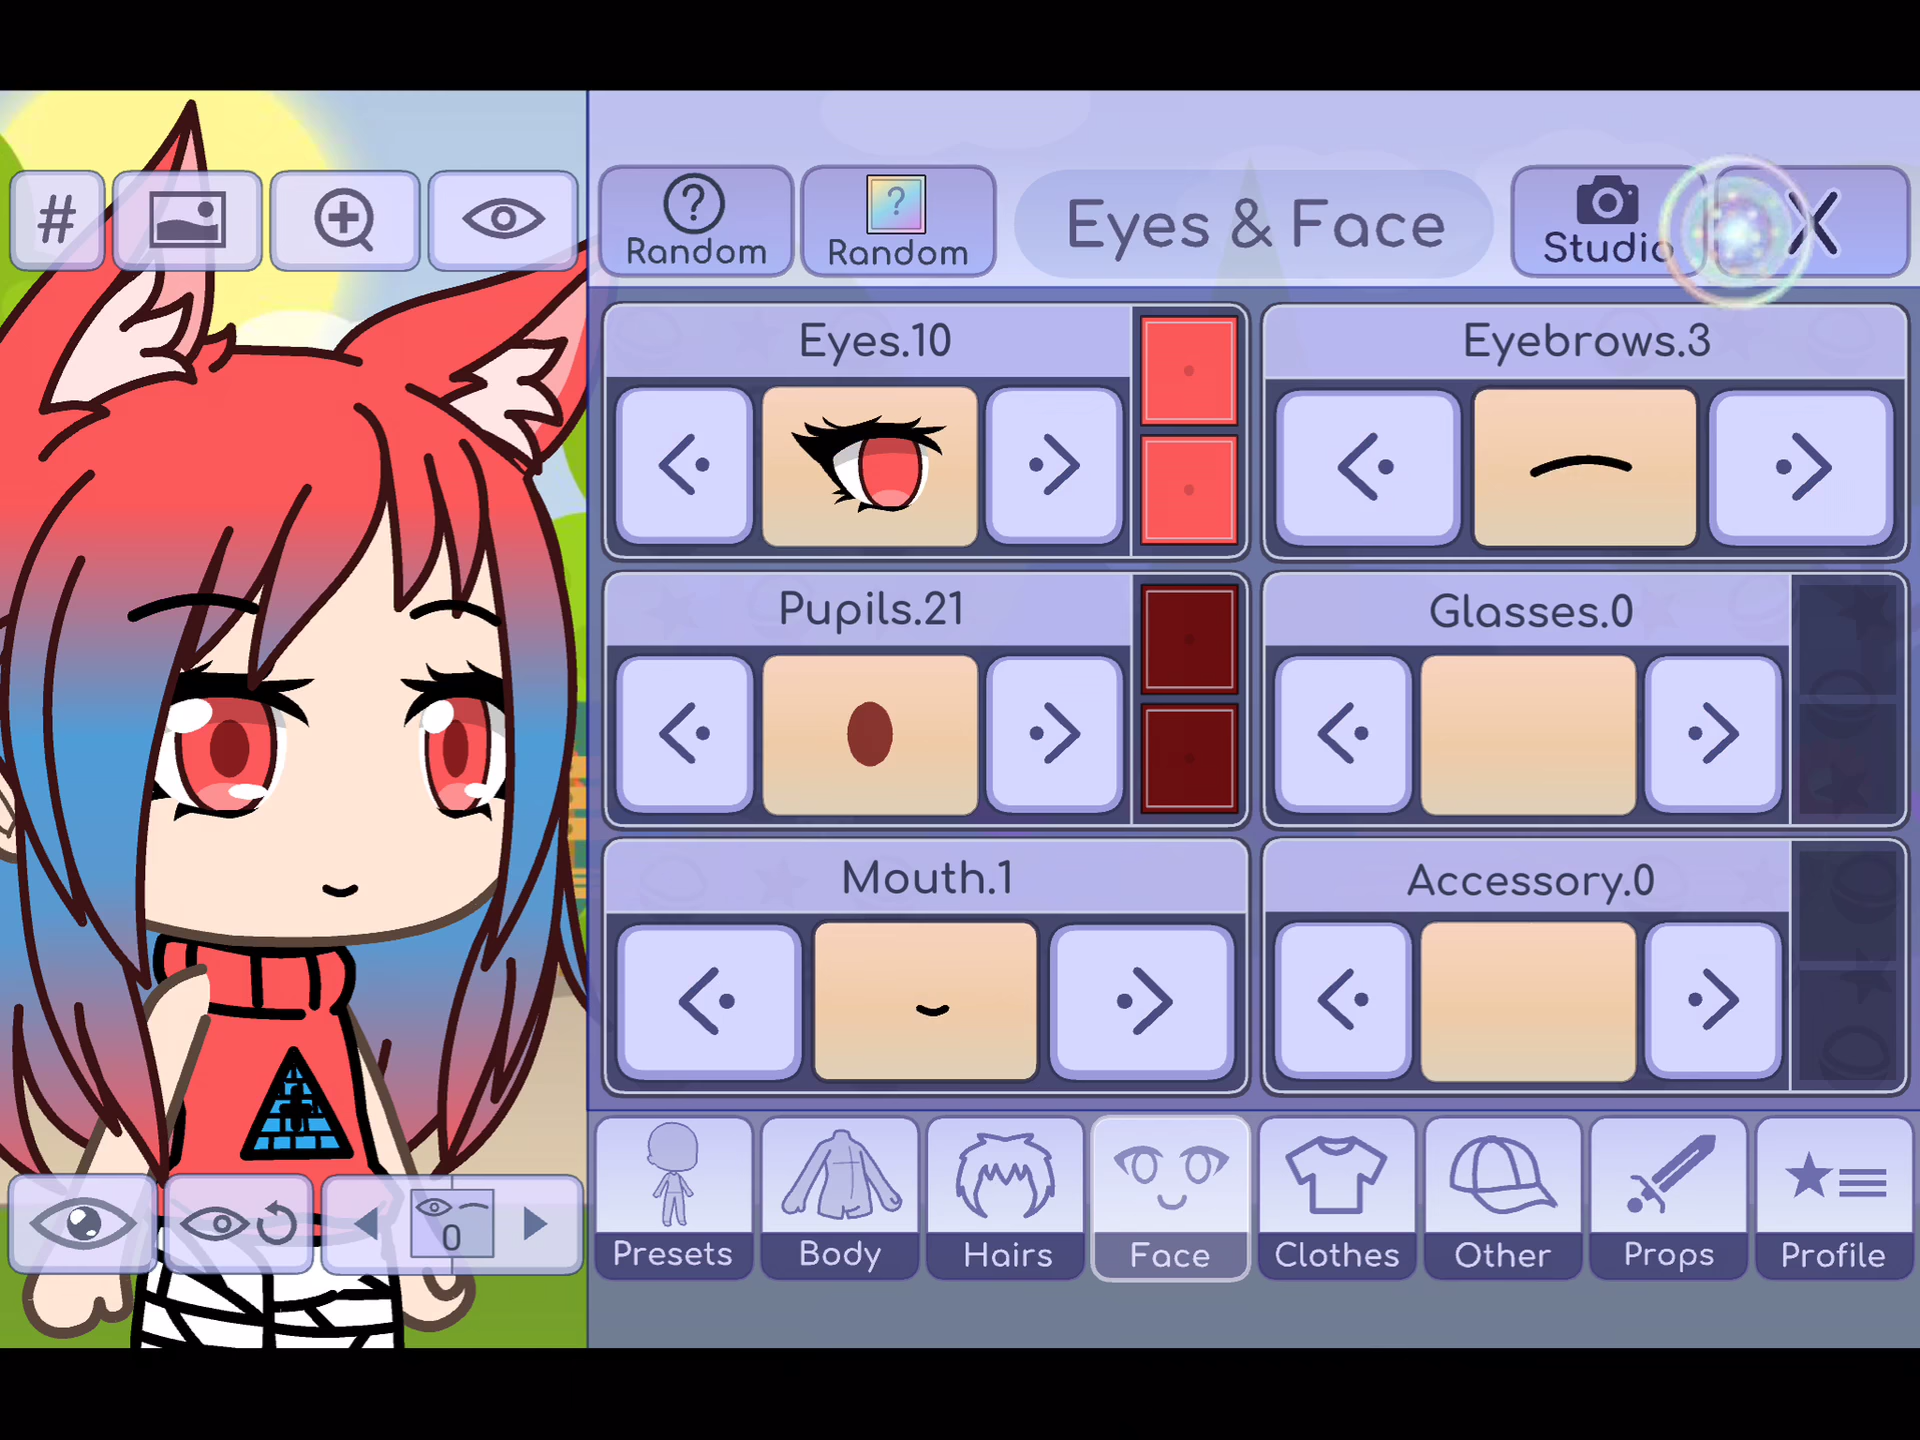 #
? Random
? Random
Eyes & Face
Studio
X
Eyes.10
Eyebrows.3
Pupils.21
Glasses.0
Mouth.1
Accessory.0
0
Presets
Body
Hairs
Face
Clothes
Other
Props
Profile